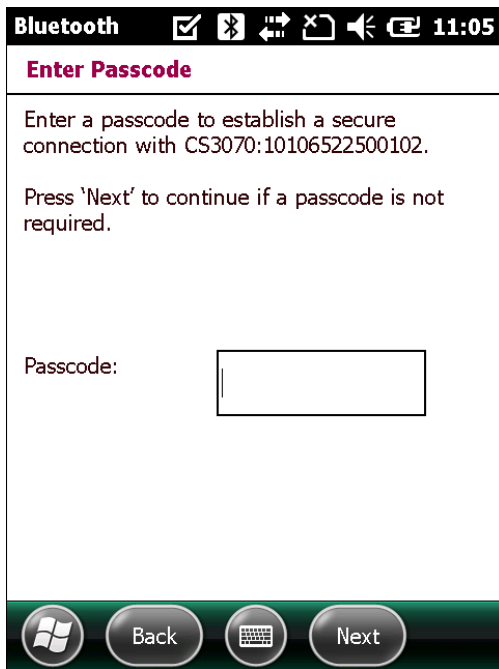 Bluetooth 11:05
Enter Passcode
Enter a passcode to establish a secure
connection with CS3070:10106522500102.
Press ‘Next’ to continue if a passcode is not
required.
Passcode:
Back Next